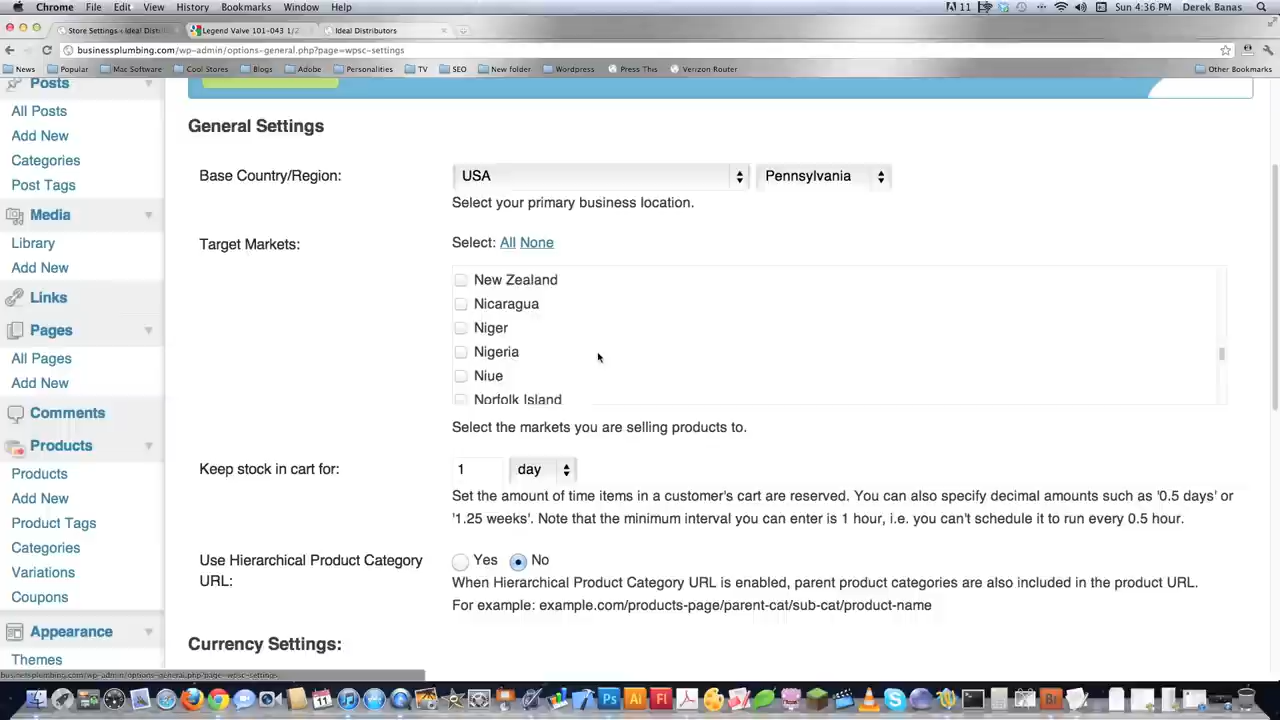 Chrome File Edit View History Bookmarks Window Help 11 Sun 4:36 PM Derek Banas
Store Settings ‹ Ideal Distri Legend Valve 101-043 1/2 Ideal Distributors
businessplumbing.com/wp-admin/options-general.php?page=wpsc-settings
News Popular Mac Software Cool Stores Blogs Adobe Personalities TV SEO New folder Wordpress Press This Verizon Router Other Bookmarks
Posts
All Posts
Add New
Categories
Post Tags
Media
Library
Add New
Links
Pages
All Pages
Add New
Comments
Products
Products
Add New
Product Tags
Categories
Variations
Coupons
Appearance
Themes
General Settings
Base Country/Region: USA Pennsylvania
Select your primary business location.
Target Markets: Select: All None
New Zealand
Nicaragua
Niger
Nigeria
Niue
Norfolk Island
Select the markets you are selling products to.
Keep stock in cart for: 1 day
Set the amount of time items in a customer's cart are reserved. You can also specify decimal amounts such as '0.5 days' or
'1.25 weeks'. Note that the minimum interval you can enter is 1 hour, i.e. you can't schedule it to run every 0.5 hour.
Use Hierarchical Product Category
URL:
Yes No
When Hierarchical Product Category URL is enabled, parent product categories are also included in the product URL.
For example: example.com/products-page/parent-cat/sub-cat/product-name
Currency Settings:
businessplumbing.com/wp-admin/options-general.php?page=wpsc-settings